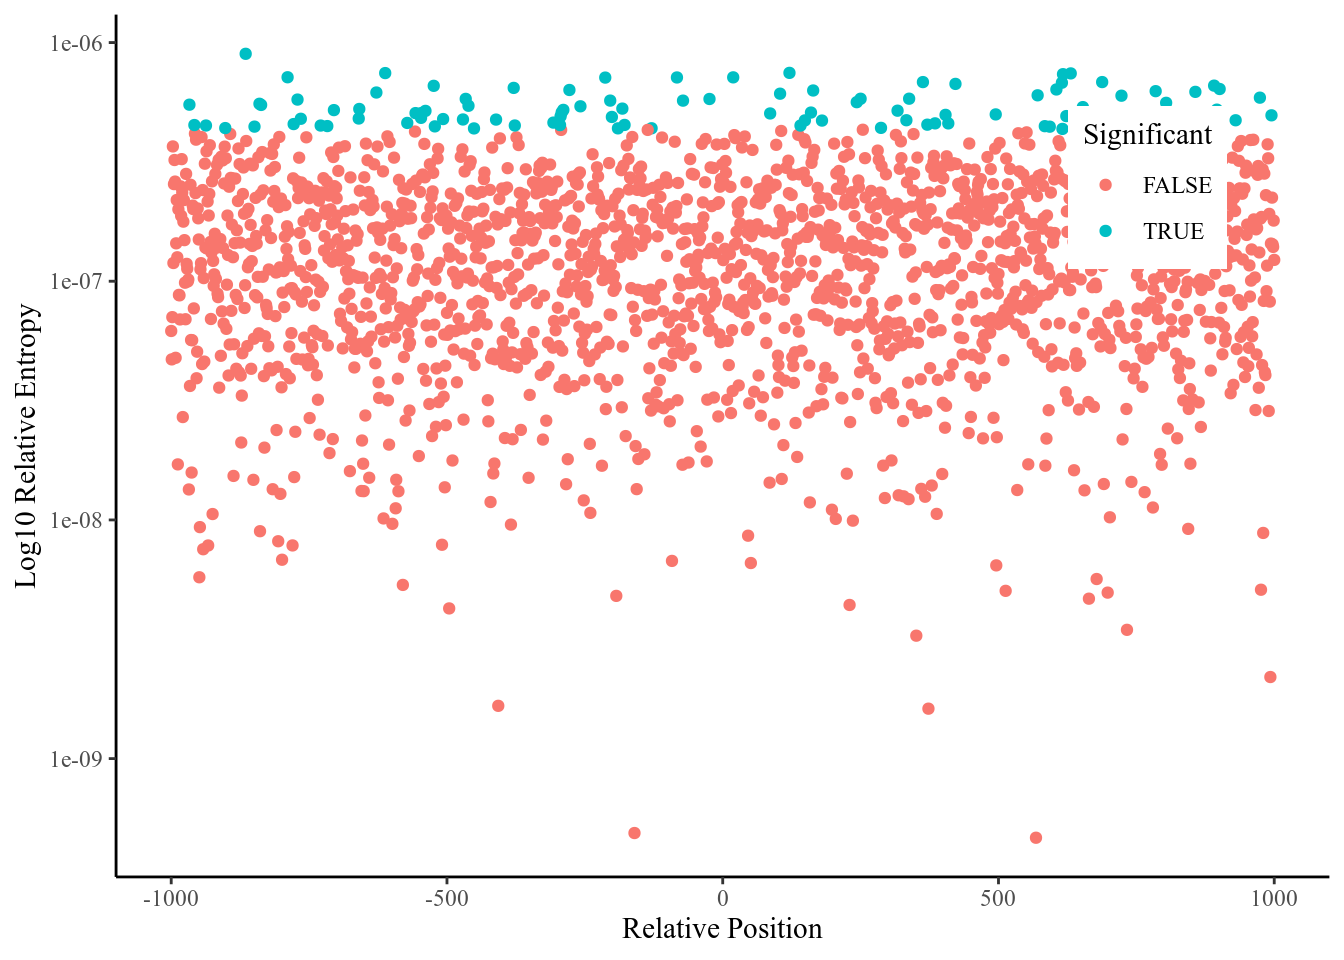 1e-06
1e-07
1e-08
1e-09
Log10 Relative Entropy
Significant
FALSE
TRUE
-1000
-500
0
500
1000
Relative Position